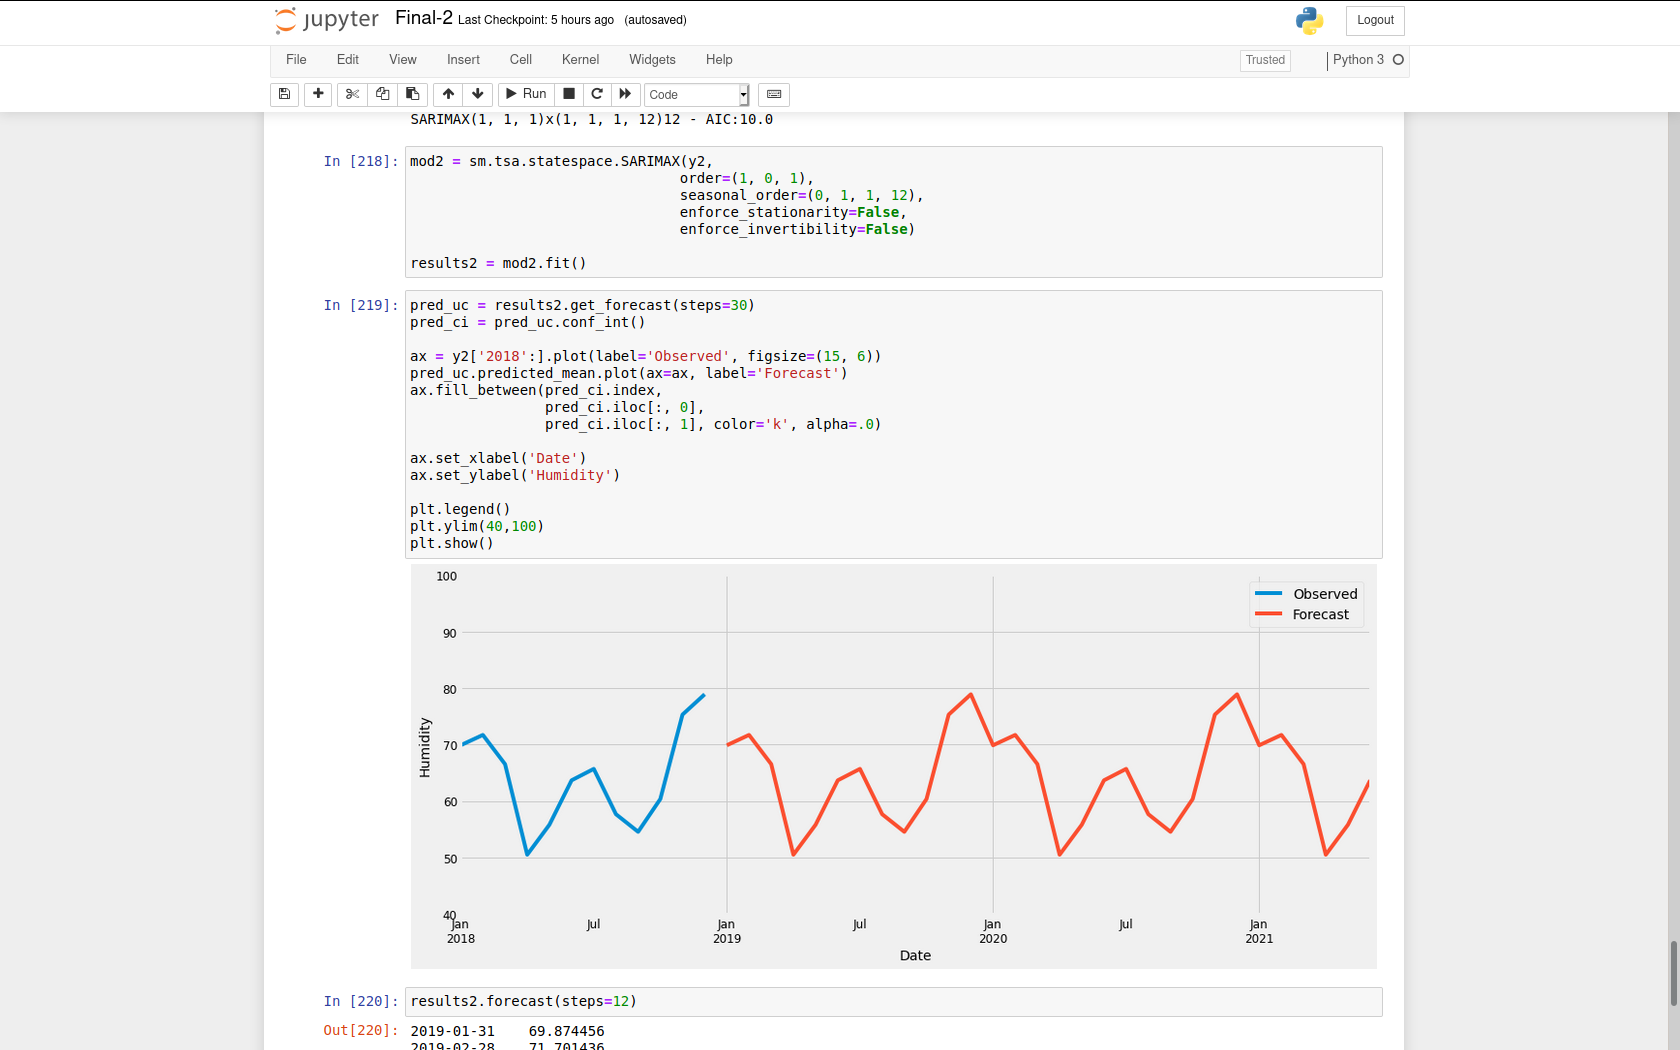 jupyter Final-2 Last Checkpoint: 5 hours ago (autosaved) Logout
File Edit View Insert Cell Kernel Widgets Help Trusted Python 3
Run Code
SARIMAX(1, 1, 1)x(1, 1, 1, 12)12 - AIC:10.0
In [218]: mod2 = sm.tsa.statespace.SARIMAX(y2,
order=(1, 0, 1),
seasonal_order=(0, 1, 1, 12),
enforce_stationarity=False,
enforce_invertibility=False)
results2 = mod2.fit()
In [219]: pred_uc = results2.get_forecast(steps=30)
pred_ci = pred_uc.conf_int()
ax = y2['2018':].plot(label='Observed', figsize=(15, 6))
pred_uc.predicted_mean.plot(ax=ax, label='Forecast')
ax.fill_between(pred_ci.index,
pred_ci.iloc[:, 0],
pred_ci.iloc[:, 1], color='k', alpha=.0)
ax.set_xlabel('Date')
ax.set_ylabel('Humidity')
plt.legend()
plt.ylim(40,100)
plt.show()
100
Observed
Forecast
90
80
70
Humidity
60
50
40
Jan Jul Jan Jul Jan Jul Jan
2018 2019 2020 2021
Date
In [220]: results2.forecast(steps=12)
Out[220]: 2019-01-31 69.874456
2019-02-28 71.701436